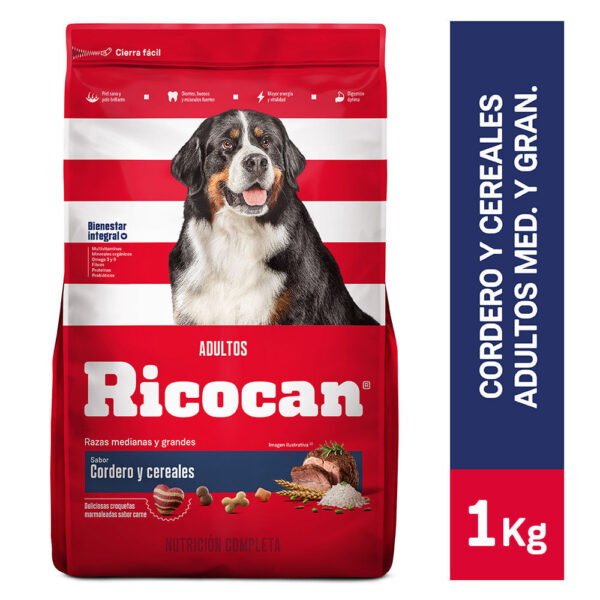 Cierra fácil
Piel sana y
pelo brillante
Dientes, huesos
y músculos fuertes
Mayor energía
y vitalidad
Digestión
óptima
Bienestar
integral
Multivitaminas
Minerales orgánicos
Omega 3 y 6
Fibras
Proteínas
Prebióticos
ADULTOS
Ricocan®
Razas medianas y grandes
Imagen ilustrativa
Sabor
Cordero y cereales
Deliciosas croquetas
marmoleadas sabor carne
NUTRICIÓN COMPLETA
CORDERO Y CEREALES
ADULTOS MED. Y GRAN.
1 Kg